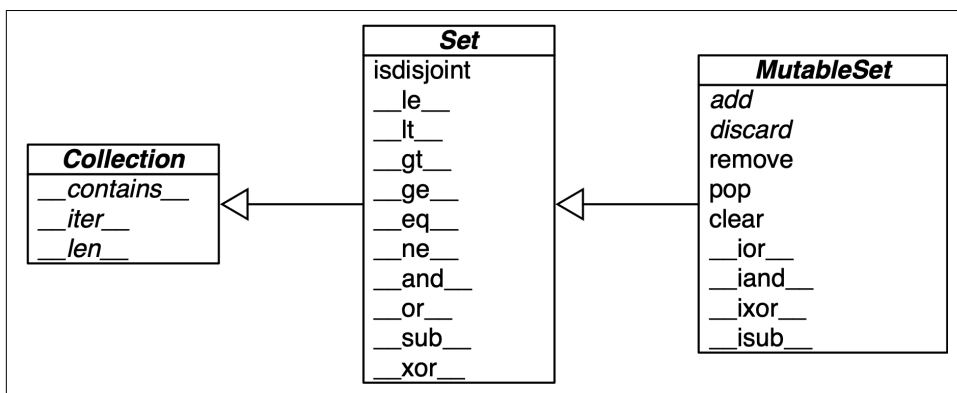 Collection
__contains__
__iter__
__len__
Set
isdisjoint
__le__
__lt__
__gt__
__ge__
__eq__
__ne__
__and__
__or__
__sub__
__xor__
MutableSet
add
discard
remove
pop
clear
__ior__
__iand__
__ixor__
__isub__